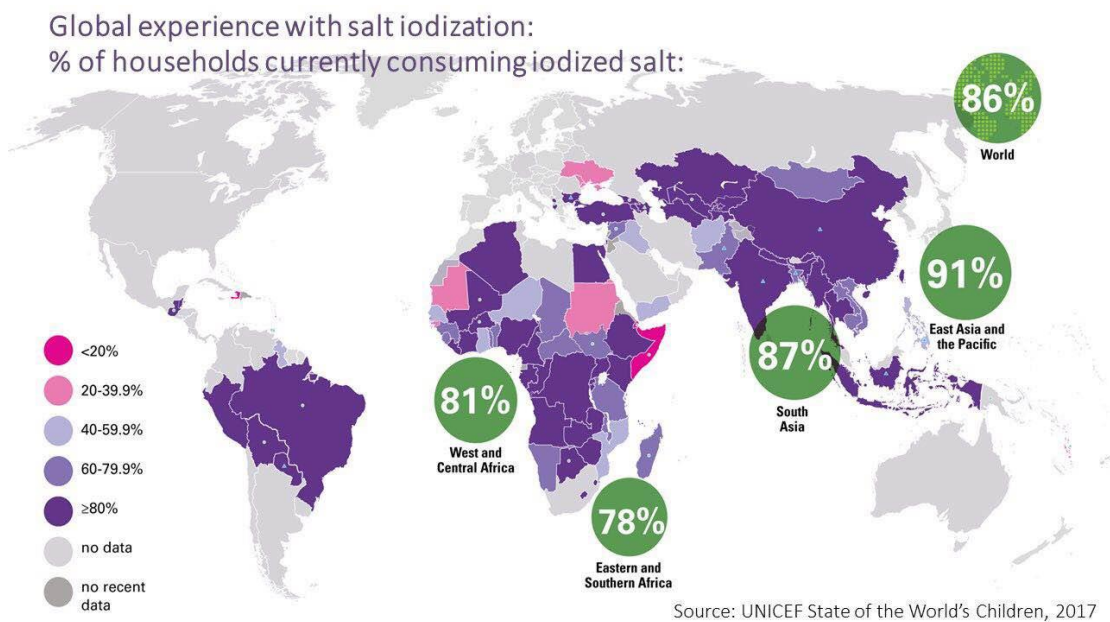 Global experience with salt iodization:
% of households currently consuming iodized salt:
86%
World
91%
East Asia and
the Pacific
87%
South
Asia
81%
West and
Central Africa
78%
Eastern and
Southern Africa
<20%
20-39.9%
40-59.9%
60-79.9%
≥80%
no data
no recent
data
Source: UNICEF State of the World's Children, 2017